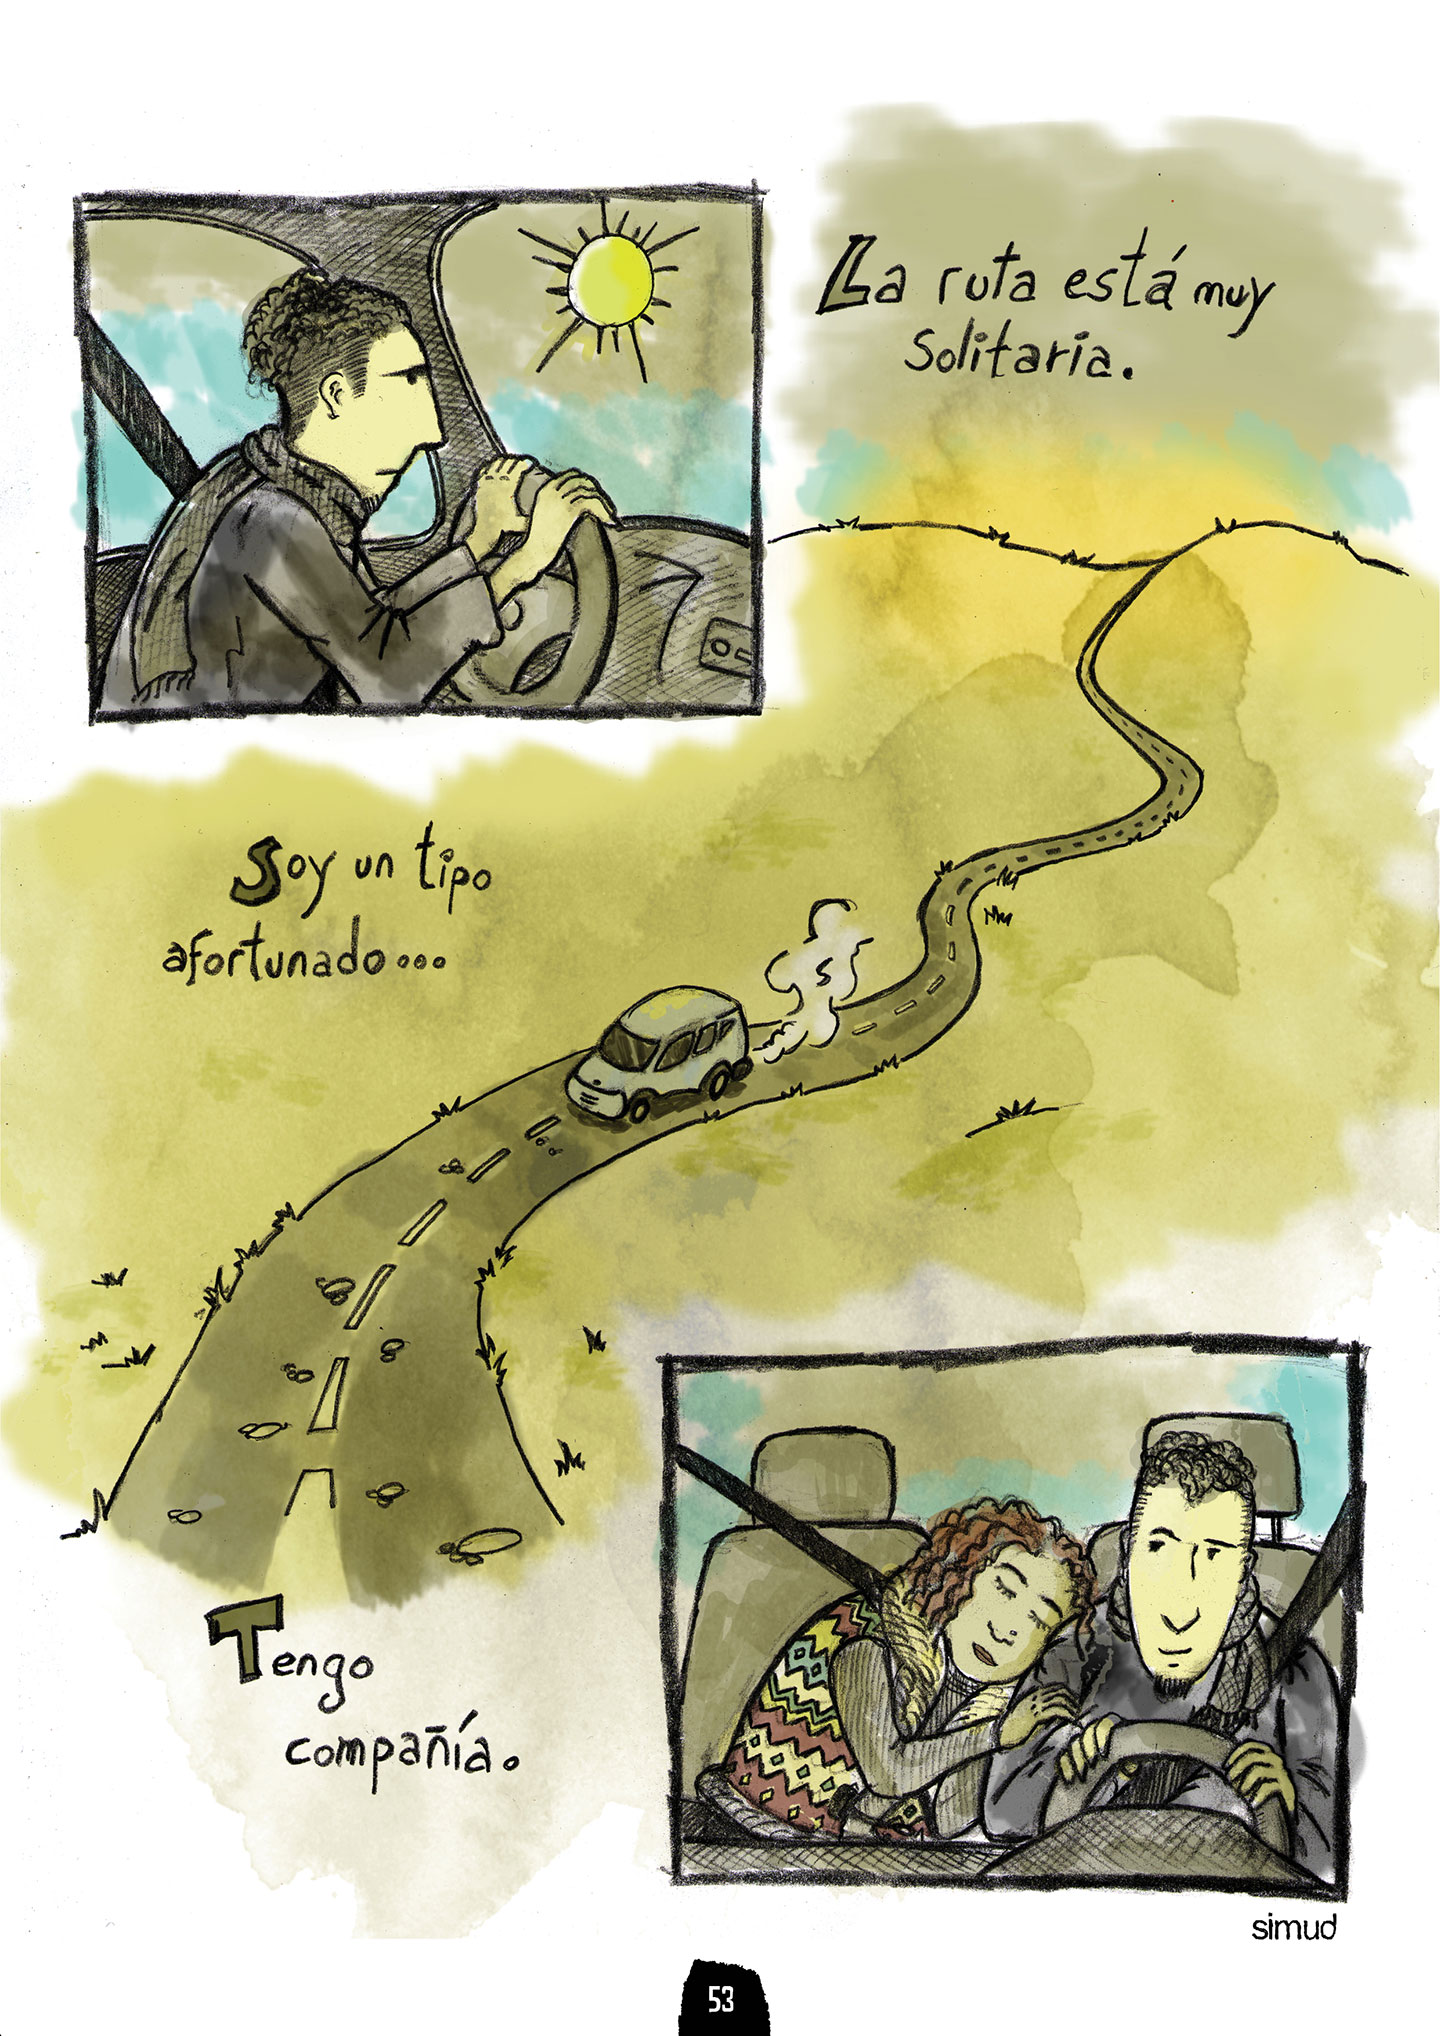 La ruta está muy
solitaria.
Soy un tipo
afortunado...
Tengo
compañía.
simud
53